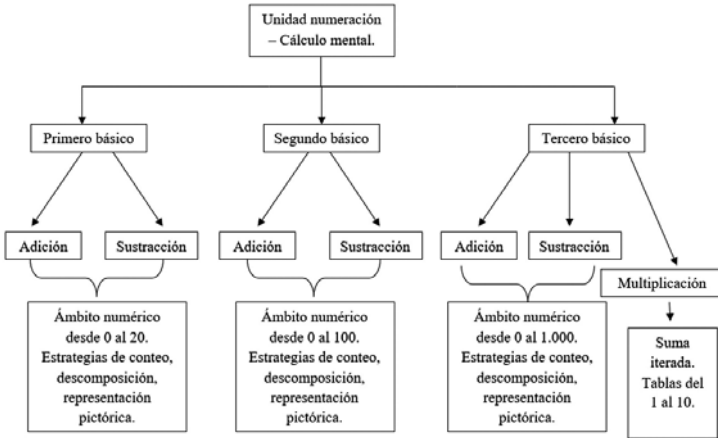 Unidad numeración
– Cálculo mental.
Primero básico
Segundo básico
Tercero básico
Adición
Sustracción
Adición
Sustracción
Adición
Sustracción
Multiplicación
Ámbito numérico
desde 0 al 20.
Estrategias de conteo,
descomposición,
representación
pictórica.
Ámbito numérico
desde 0 al 100.
Estrategias de conteo,
descomposición,
representación
pictórica.
Ámbito numérico
desde 0 al 1.000.
Estrategias de conteo,
descomposición,
representación
pictórica.
Suma
iterada.
Tablas del
1 al 10.